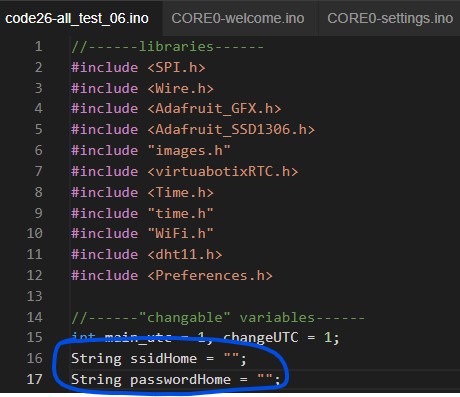 code26-all_test_06.ino CORE0-welcome.ino CORE0-settings.ino
1 //------libraries------
2 #include <SPI.h>
3 #include <Wire.h>
4 #include <Adafruit_GFX.h>
5 #include <Adafruit_SSD1306.h>
6 #include "images.h"
7 #include <virtuabotixRTC.h>
8 #include <Time.h>
9 #include "time.h"
10 #include "WiFi.h"
11 #include <dht11.h>
12 #include <Preferences.h>
13
14 //------"changable" variables------
15 int main_utc = 1, changeUTC = 1;
16 String ssidHome = "";
17 String passwordHome = "";